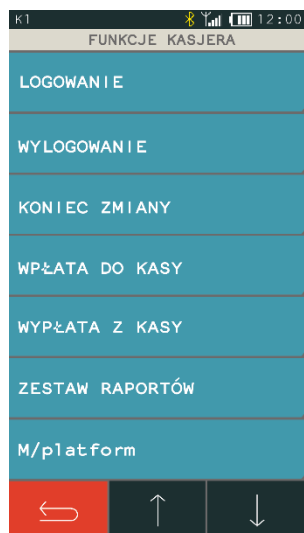 K1 12:00
FUNKCJE KASJERA
LOGOWANIE
WYLOGOWANIE
KONIEC ZMIANY
WPŁATA DO KASY
WYPŁATA Z KASY
ZESTAW RAPORTÓW
M/platform